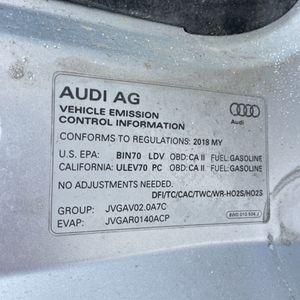 AUDI AG
VEHICLE EMISSION
CONTROL INFORMATION
Audi
CONFORMS TO REGULATIONS: 2018 MY
U.S. EPA: BIN70 LDV OBD: CA II FUEL: GASOLINE
CALIFORNIA: ULEV70 PC OBD: CA II FUEL: GASOLINE
NO ADJUSTMENTS NEEDED.
DFI/TC/CAC/TWC/WR-HO2S/HO2S
GROUP: JVGAV02.0A7C
EVAP: JVGAR0140ACP